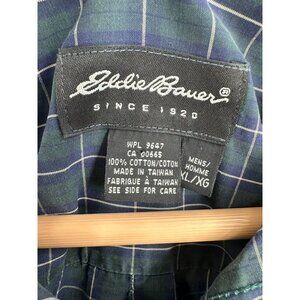 Eddie Bauer®
SINCE 1920
WPL 9647
CA 00665
100% COTTON/COTON
MADE IN TAIWAN
FABRIQUÉ À TAIWAN
SEE SIDE FOR CARE
MENS/
HOMME
XL/XG